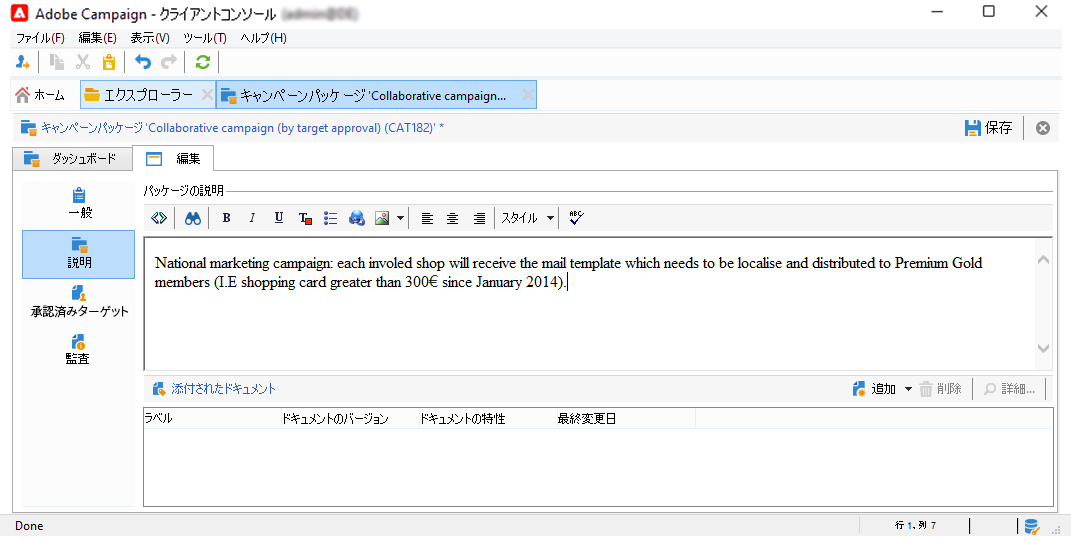 Adobe Campaign - クライアントコンソール
ファイル(F) 編集(E) 表示(V) ツール(T) ヘルプ(H)
ホーム エクスプローラー キャンペーンパッケージ 'Collaborative campaign...
キャンペーンパッケージ 'Collaborative campaign (by target approval) (CAT182)' * 保存
ダッシュボード 編集
一般
説明
承認済みターゲット
監査
パッケージの説明
B I U T スタイル ABC
National marketing campaign: each involed shop will receive the mail template which needs to be localise and distributed to Premium Gold
members (I.E shopping card greater than 300€ since January 2014).
添付されたドキュメント 追加 削除 詳細...
ラベル ドキュメントのバージョン ドキュメントの特性 最終変更日
Done 行 1, 列 7